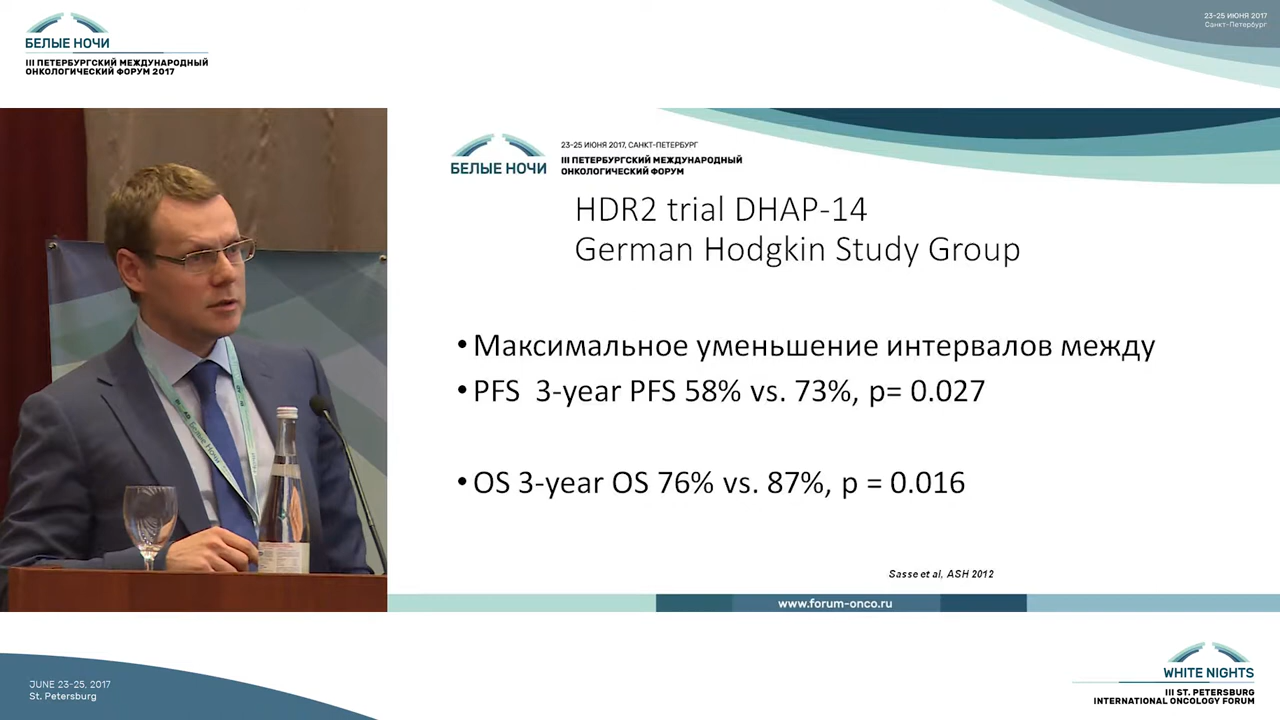 БЕЛЫЕ НОЧИ
III ПЕТЕРБУРГСКИЙ МЕЖДУНАРОДНЫЙ
ОНКОЛОГИЧЕСКИЙ ФОРУМ 2017
23-25 ИЮНЯ 2017
Санкт-Петербург
БЕЛЫЕ НОЧИ
23-25 ИЮНЯ 2017, САНКТ-ПЕТЕРБУРГ
III ПЕТЕРБУРГСКИЙ МЕЖДУНАРОДНЫЙ
ОНКОЛОГИЧЕСКИЙ ФОРУМ
HDR2 trial DHAP-14
German Hodgkin Study Group
• Максимальное уменьшение интервалов между
• PFS 3-year PFS 58% vs. 73%, p= 0.027
• OS 3-year OS 76% vs. 87%, p = 0.016
Sasse et al, ASH 2012
www.forum-onco.ru
Белые Ночи
JUNE 23-25, 2017
St. Petersburg
WHITE NIGHTS
III ST. PETERSBURG
INTERNATIONAL ONCOLOGY FORUM